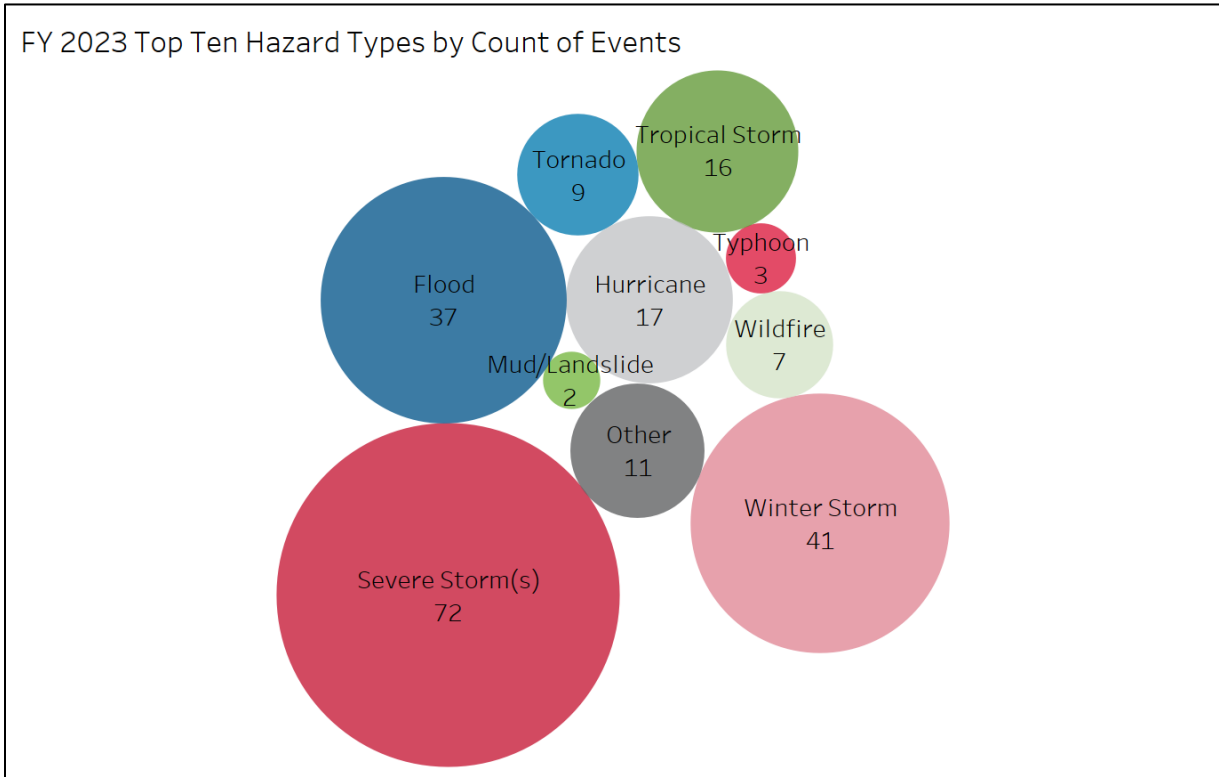 FY 2023 Top Ten Hazard Types by Count of Events
Tropical Storm
16
Tornado
9
Typhoon
3
Flood
37
Hurricane
17
Wildfire
7
Mud/Landslide
2
Other
11
Winter Storm
41
Severe Storm(s)
72